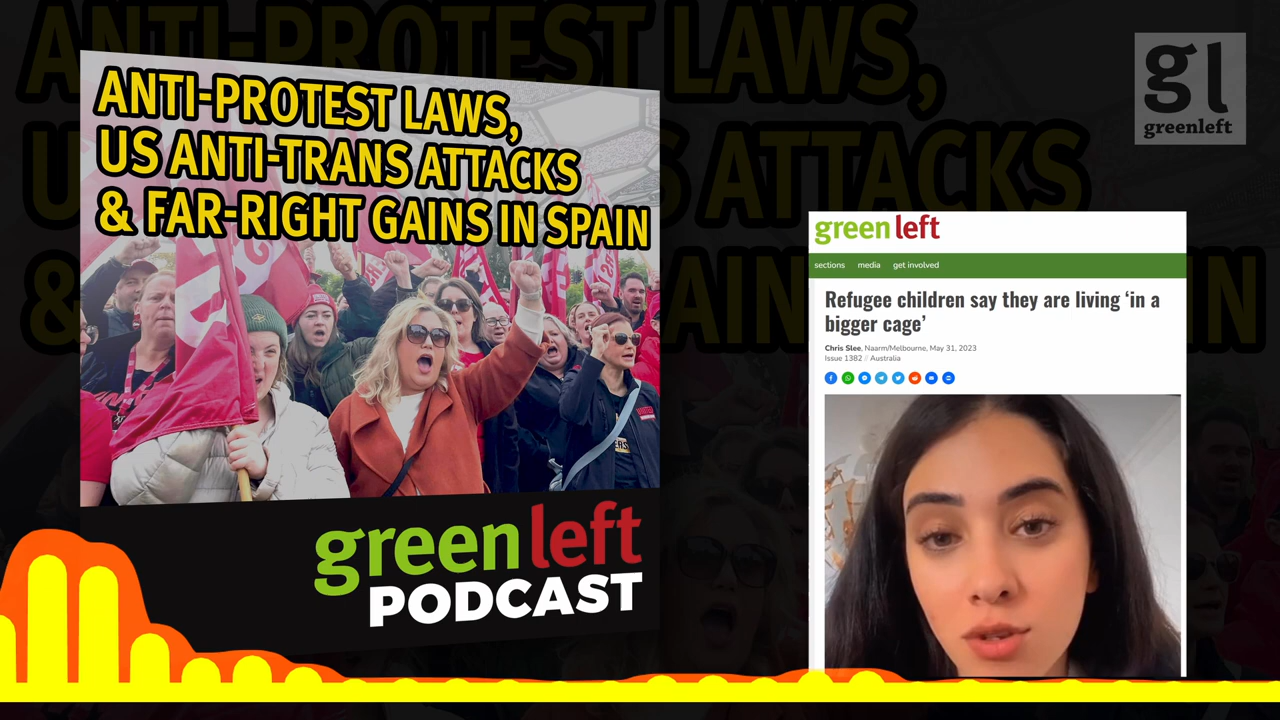 ANTI-PROTEST LAWS,
US ANTI-TRANS ATTACKS
& FAR-RIGHT GAINS IN SPAIN
green left
PODCAST
gl
greenleft
green left
sections media get involved
Refugee children say they are living ‘in a
bigger cage’
Chris Slee, Naarm/Melbourne, May 31, 2023
Issue 1382 / Australia